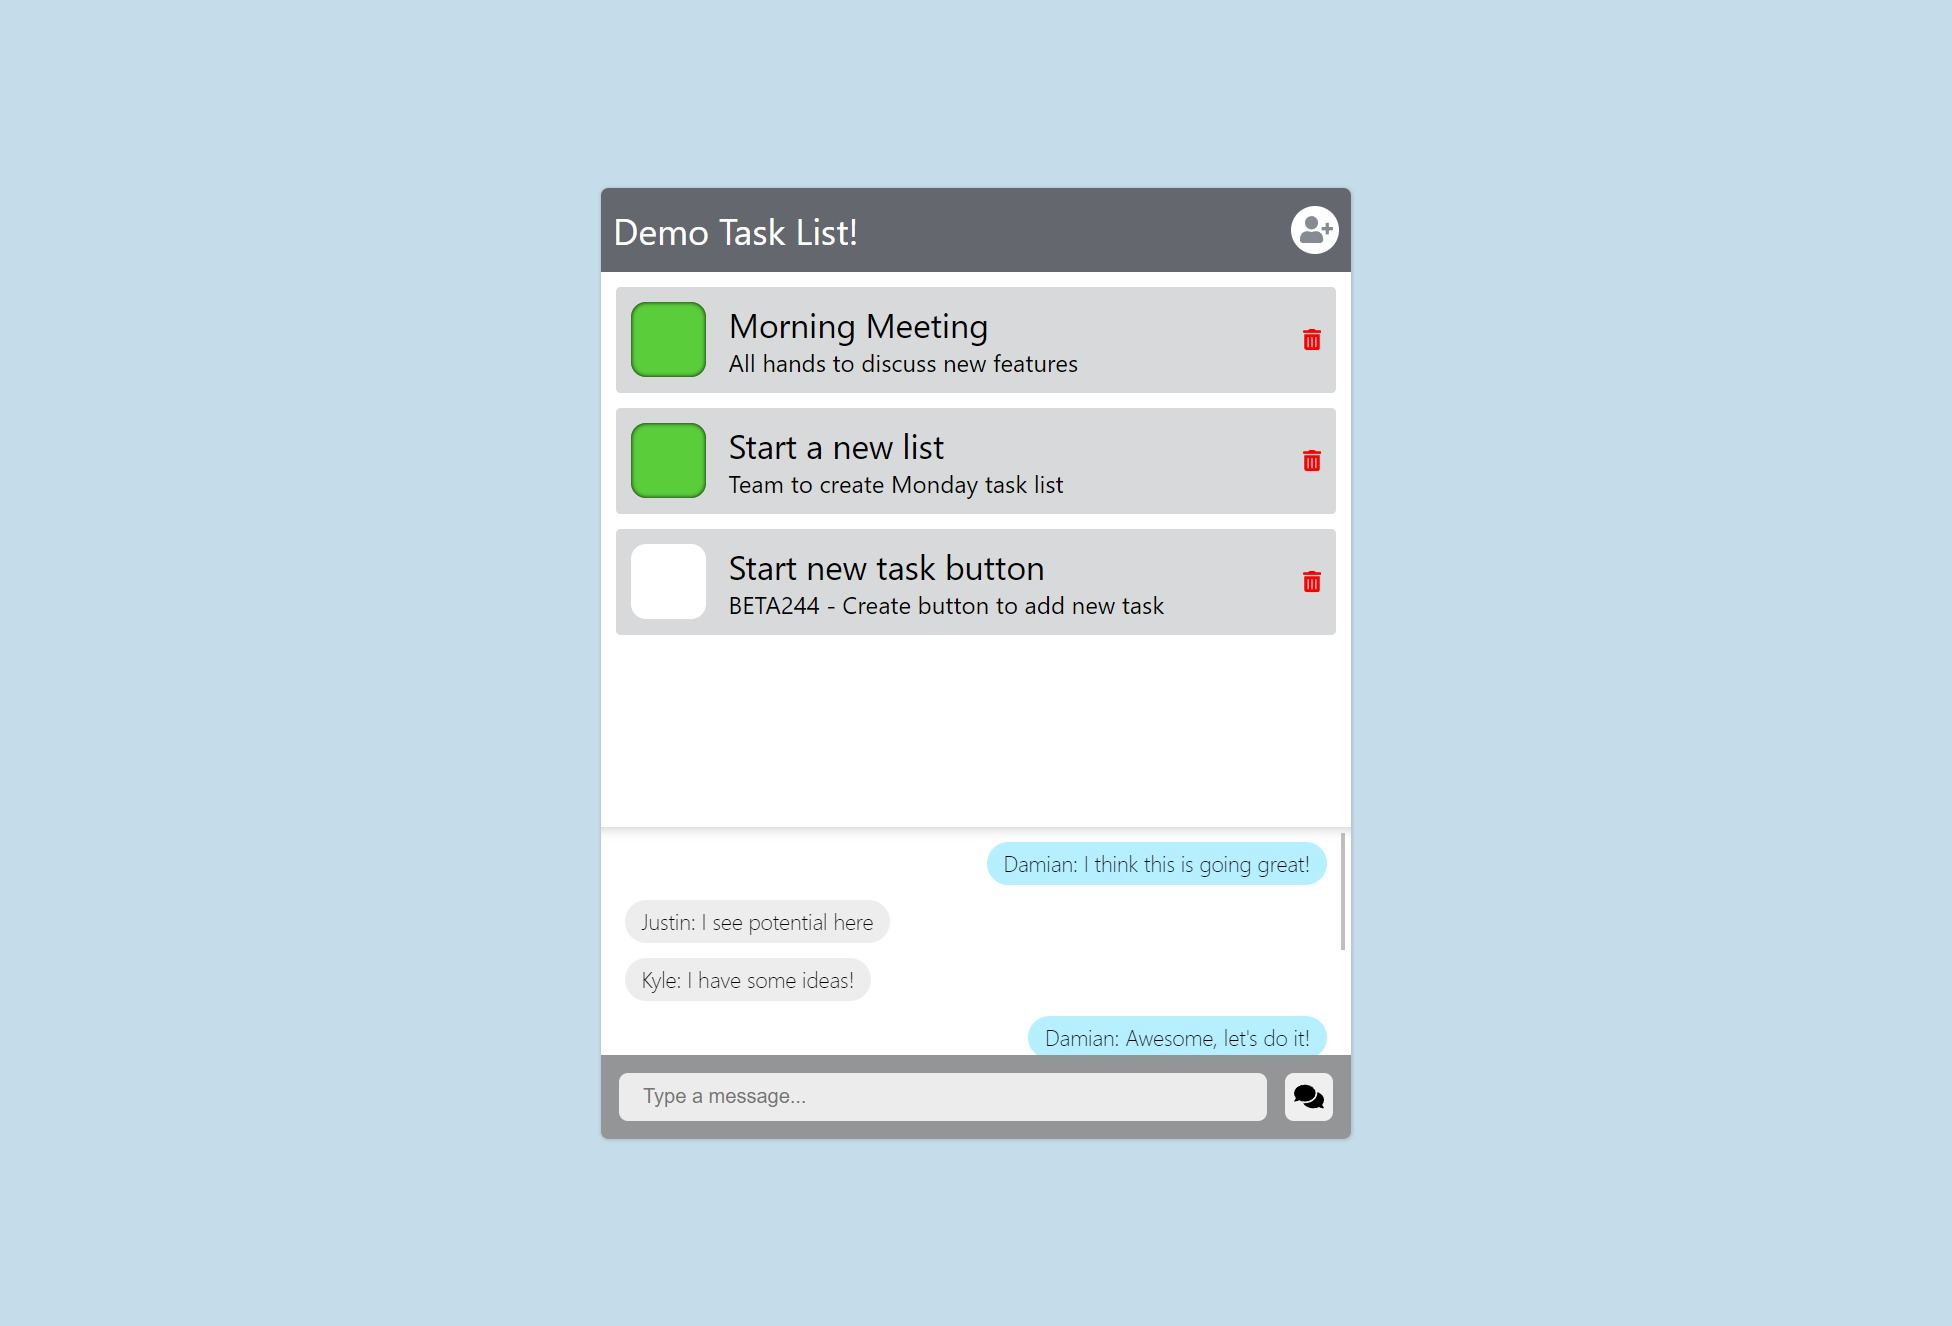 Demo Task List!
Morning Meeting
All hands to discuss new features
Start a new list
Team to create Monday task list
Start new task button
BETA244 - Create button to add new task
Damian: I think this is going great!
Justin: I see potential here
Kyle: I have some ideas!
Damian: Awesome, let's do it!
Type a message...